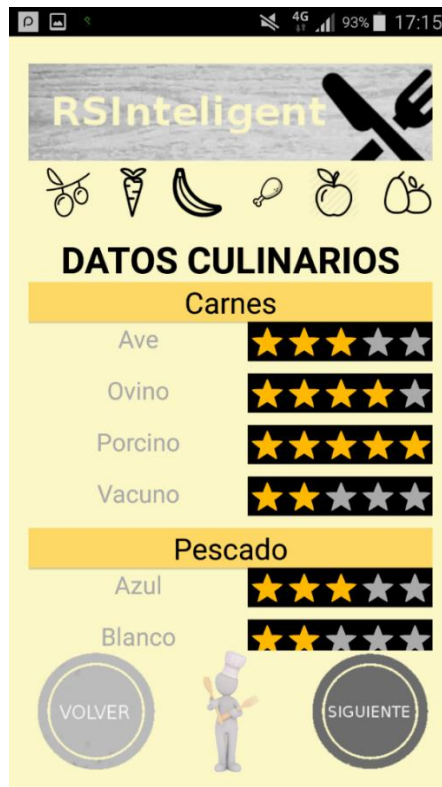 4G 93% 17:15
RSInteligent
DATOS CULINARIOS
Carnes
Ave
Ovino
Porcino
Vacuno
Pescado
Azul
Blanco
VOLVER
SIGUIENTE